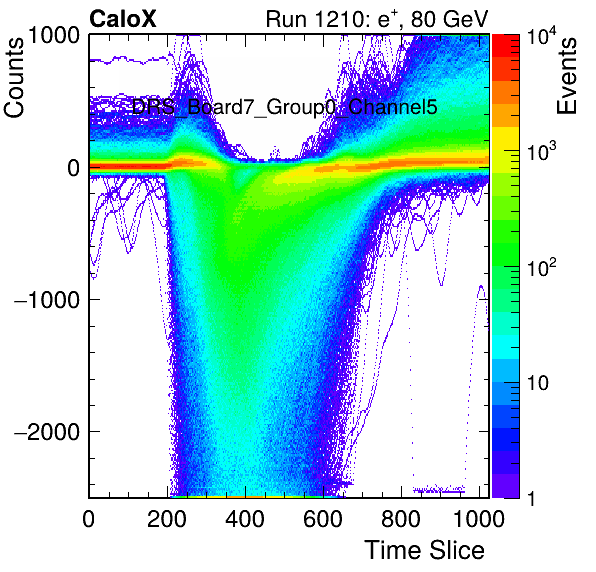 CaloX Run 1210: e⁺, 80 GeV
Counts
Events
DRS_Board7_Group0_Channel5
1000
0
−1000
−2000
0 200 400 600 800 1000
Time Slice
10⁴
10³
10²
10
1